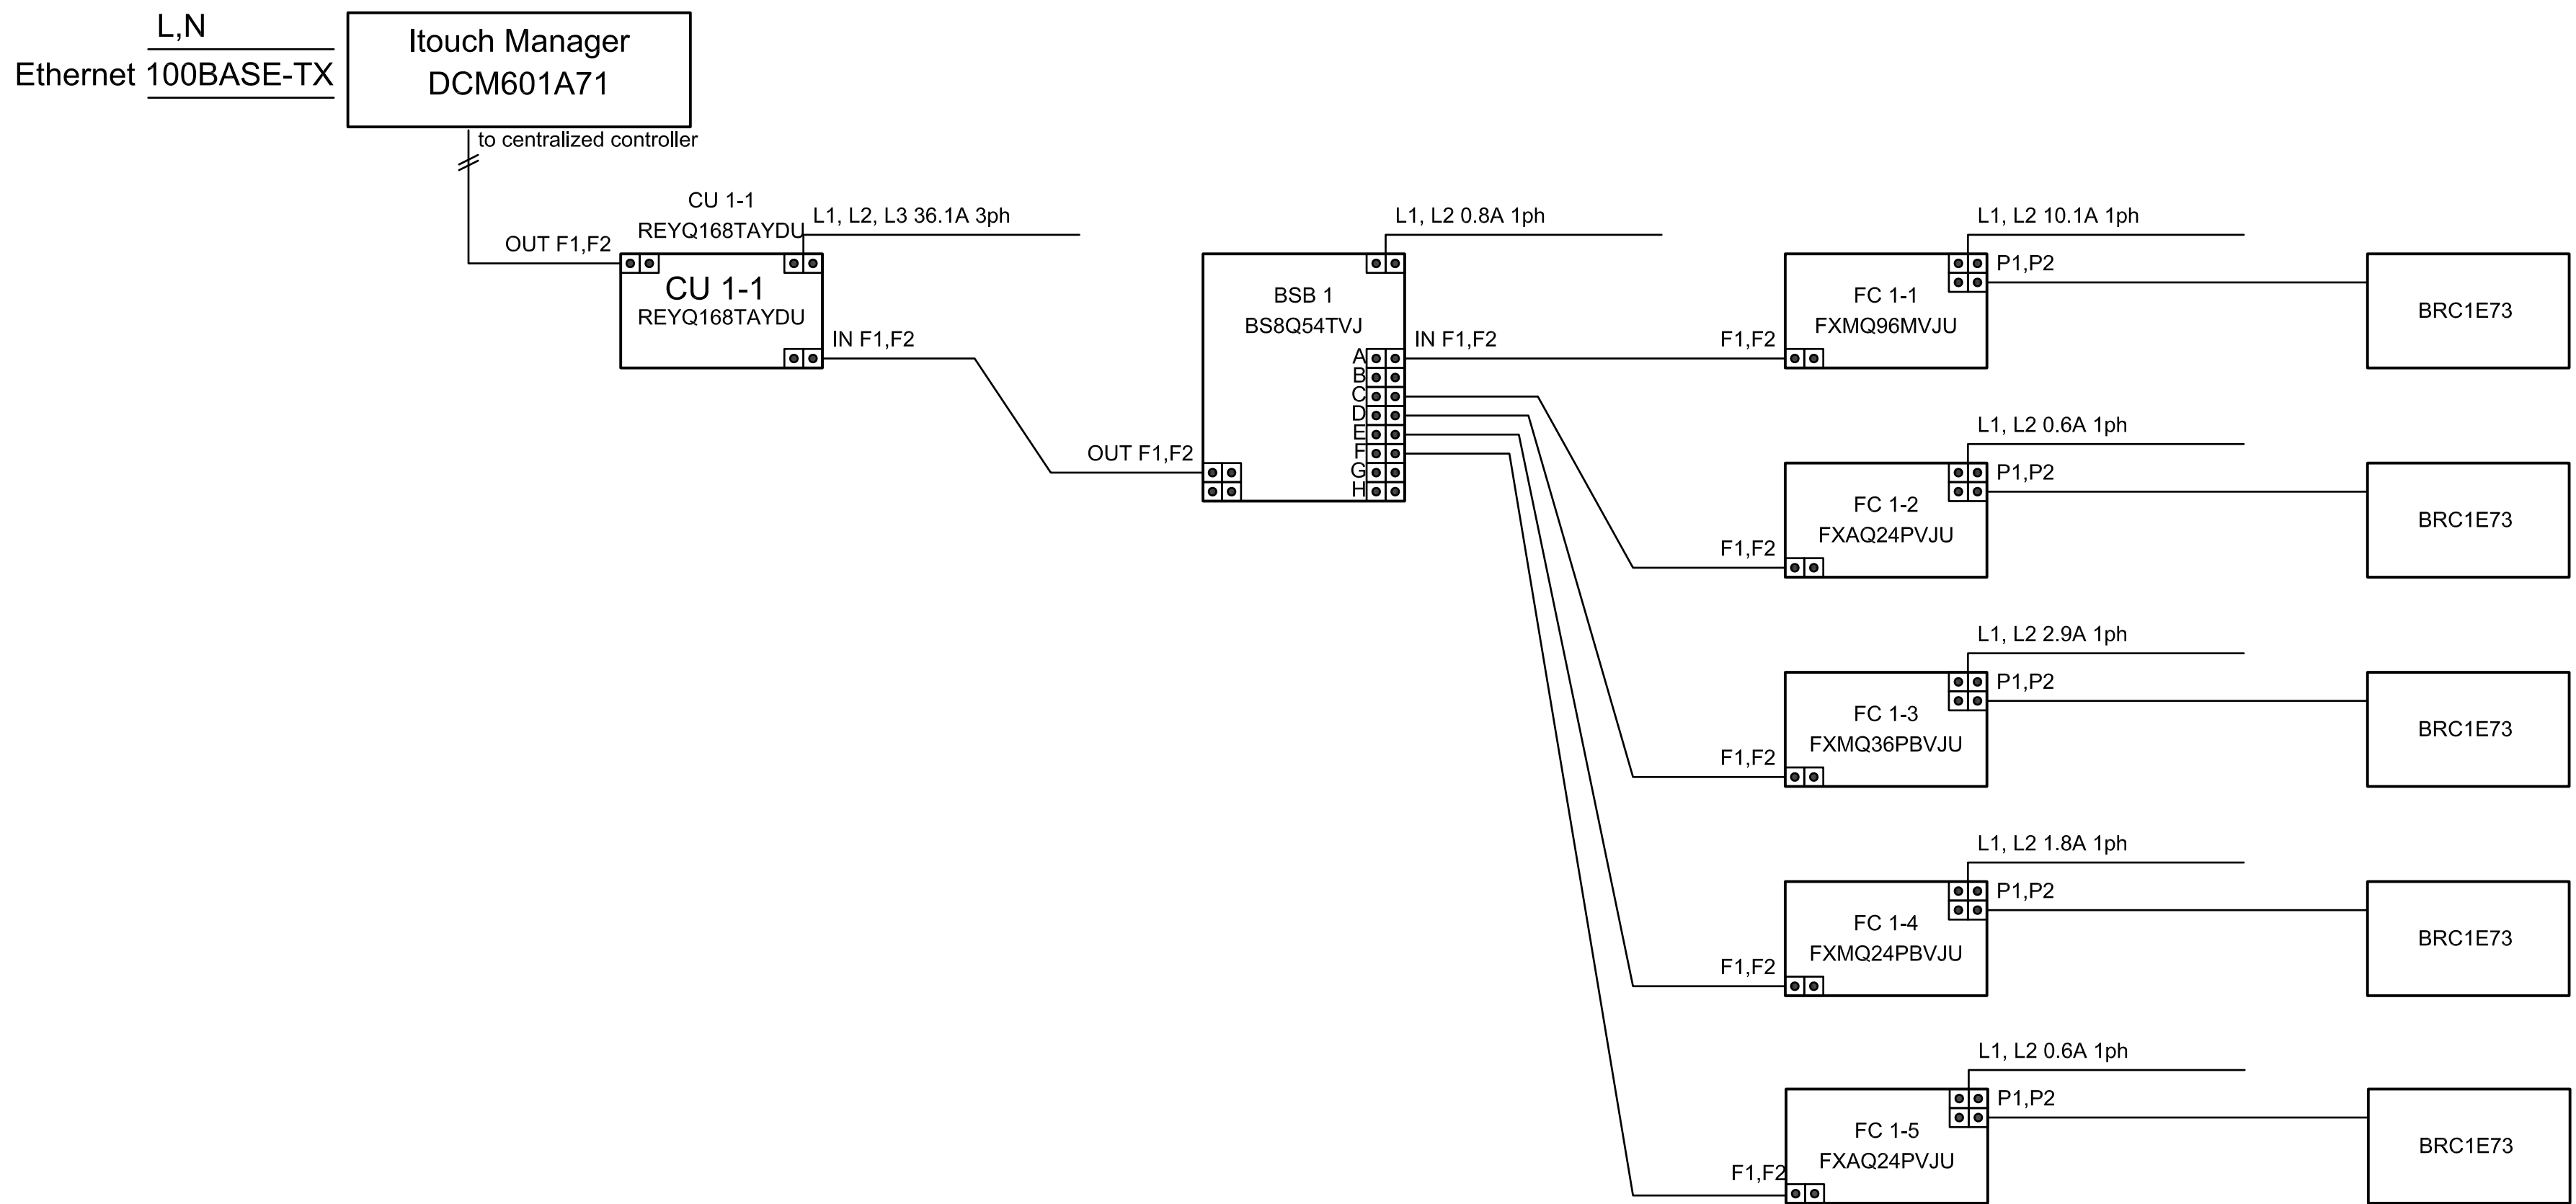 L,N
Ethernet 100BASE-TX
Itouch Manager
DCM601A71
to centralized controller
CU 1-1
REYQ168TAYDU
L1, L2, L3 36.1A 3ph
OUT F1,F2
CU 1-1
REYQ168TAYDU
IN F1,F2
L1, L2 0.8A 1ph
BSB 1
BS8Q54TVJ
OUT F1,F2
A
B
C
D
E
F
G
H
IN F1,F2
L1, L2 10.1A 1ph
P1,P2
FC 1-1
FXMQ96MVJU
F1,F2
BRC1E73
L1, L2 0.6A 1ph
P1,P2
FC 1-2
FXAQ24PVJU
F1,F2
BRC1E73
L1, L2 2.9A 1ph
P1,P2
FC 1-3
FXMQ36PBVJU
F1,F2
BRC1E73
L1, L2 1.8A 1ph
P1,P2
FC 1-4
FXMQ24PBVJU
F1,F2
BRC1E73
L1, L2 0.6A 1ph
P1,P2
FC 1-5
FXAQ24PVJU
F1,F2
BRC1E73